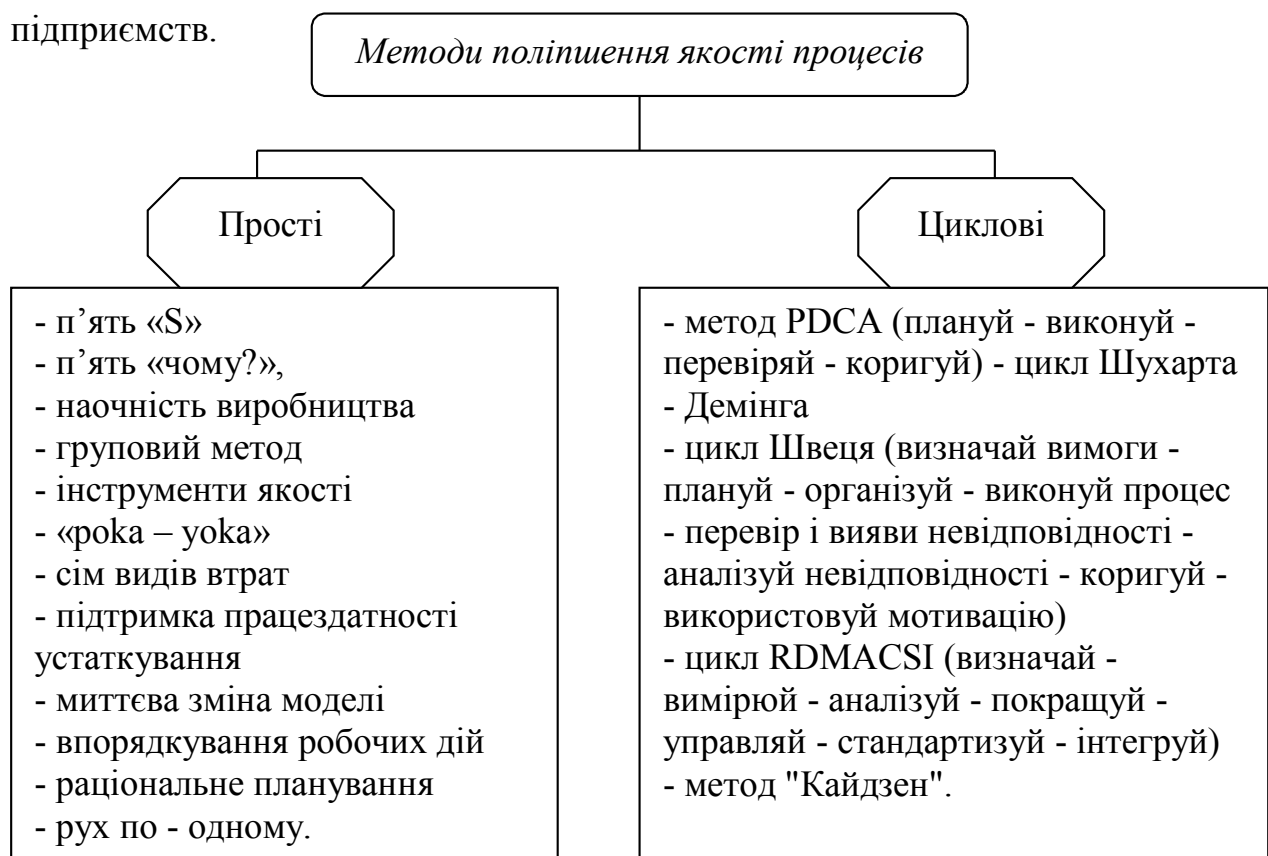 підприємств.
Методи поліпшення якості процесів
Прості
Циклові
- п’ять «S»
- п’ять «чому?»,
- наочність виробництва
- груповий метод
- інструменти якості
- «poka – yoka»
- сім видів втрат
- підтримка працездатності
устаткування
- миттєва зміна моделі
- впорядкування робочих дій
- раціональне планування
- рух по - одному.
- метод PDCA (плануй - виконуй -
перевіряй - коригуй) - цикл Шухарта
- Демінга
- цикл Швеця (визначай вимоги -
плануй - організуй - виконуй процес
- перевір і вияви невідповідності -
аналізуй невідповідності - коригуй -
використовуй мотивацію)
- цикл RDMACSI (визначай -
вимірюй - аналізуй - покращуй -
управляй - стандартизуй - інтегруй)
- метод "Кайдзен".